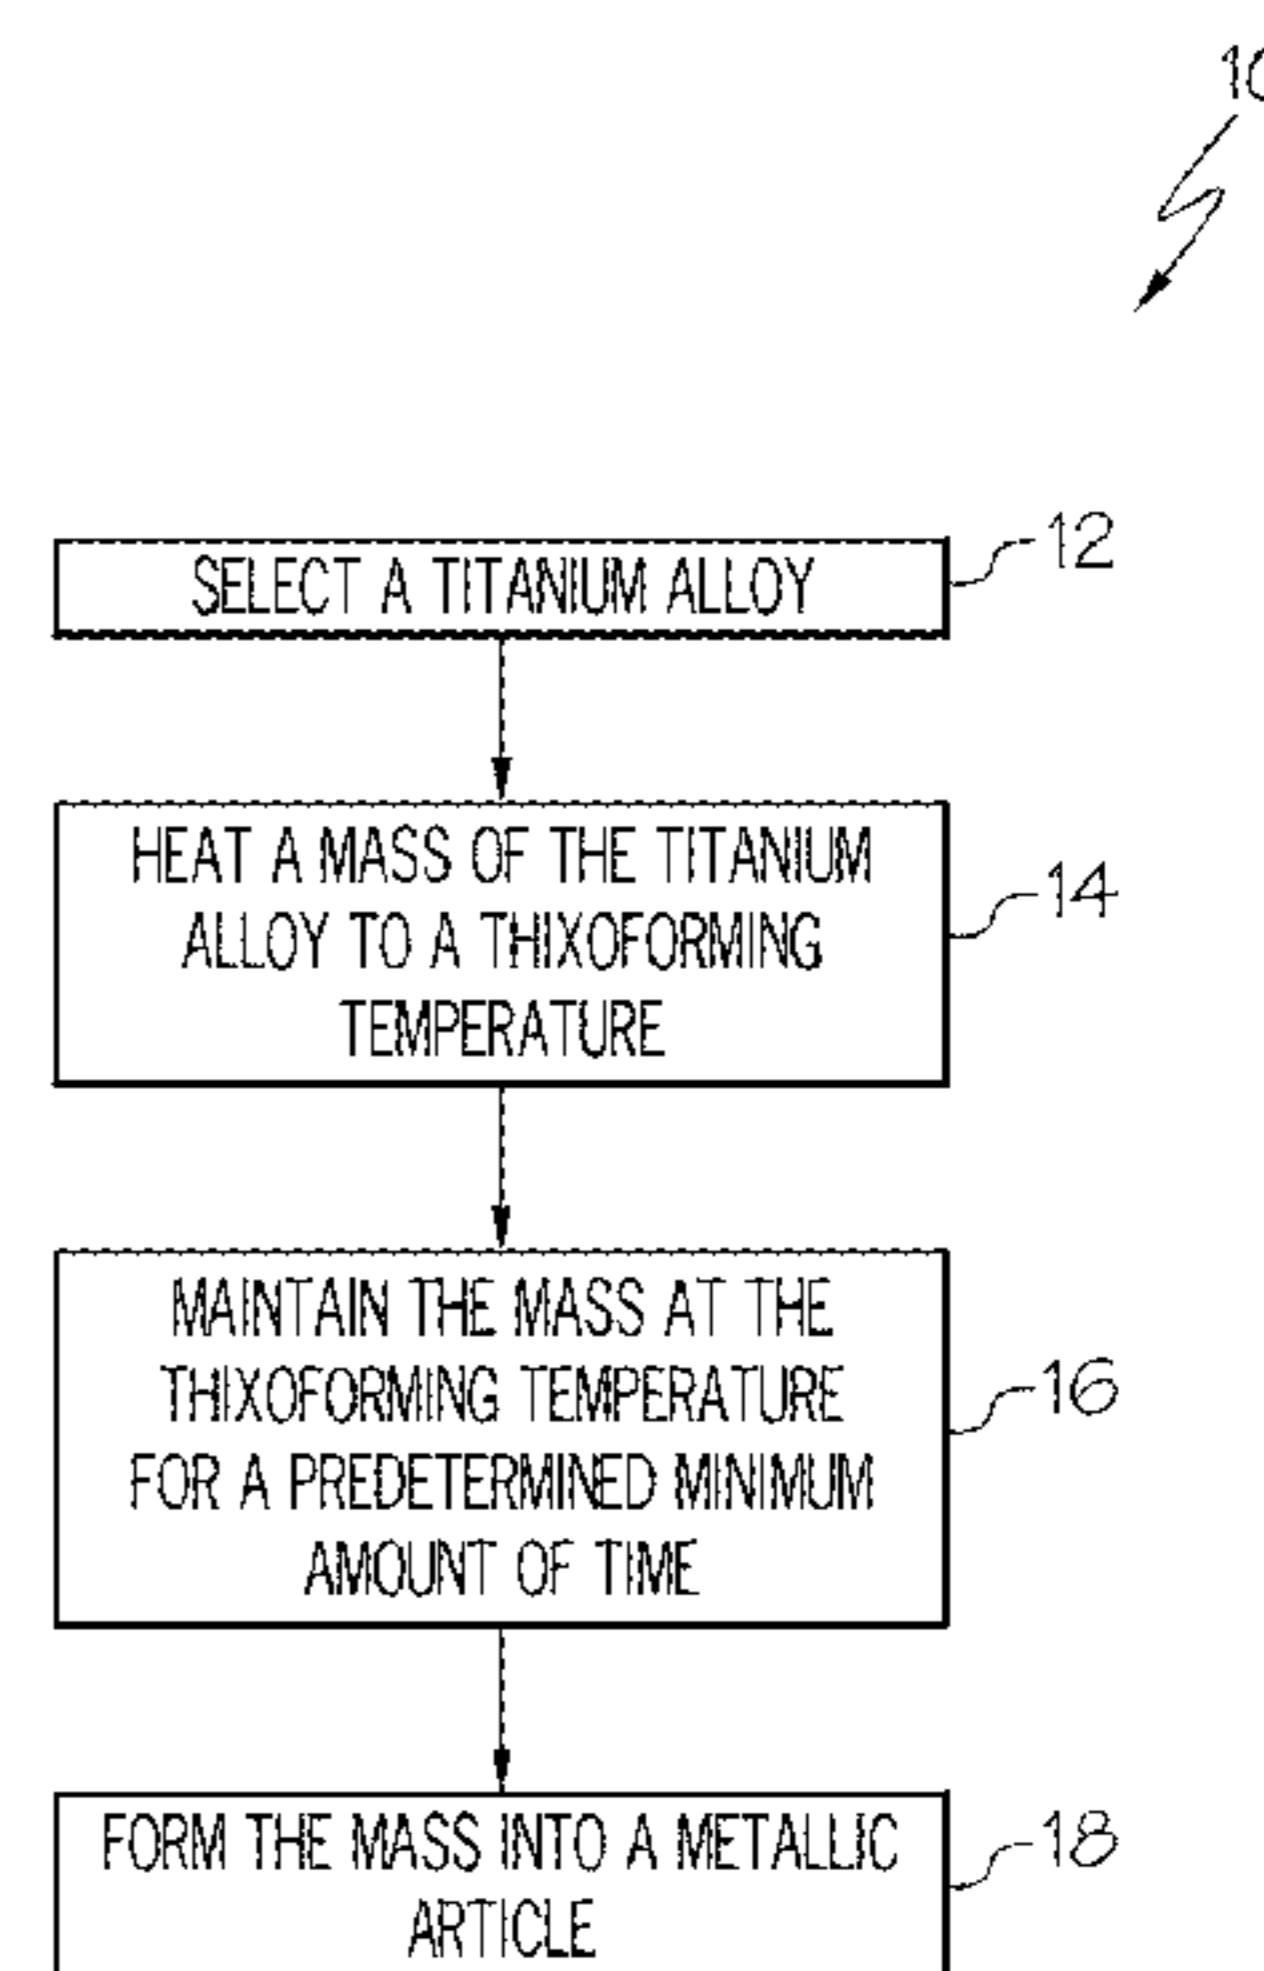 10
12
SELECT A TITANIUM ALLOY
HEAT A MASS OF THE TITANIUM
ALLOY TO A THIXOFORMING
TEMPERATURE
14
MAINTAIN THE MASS AT THE
THIXOFORMING TEMPERATURE
FOR A PREDETERMINED MINIMUM
AMOUNT OF TIME
16
FORM THE MASS INTO A METALLIC
ARTICLE
18